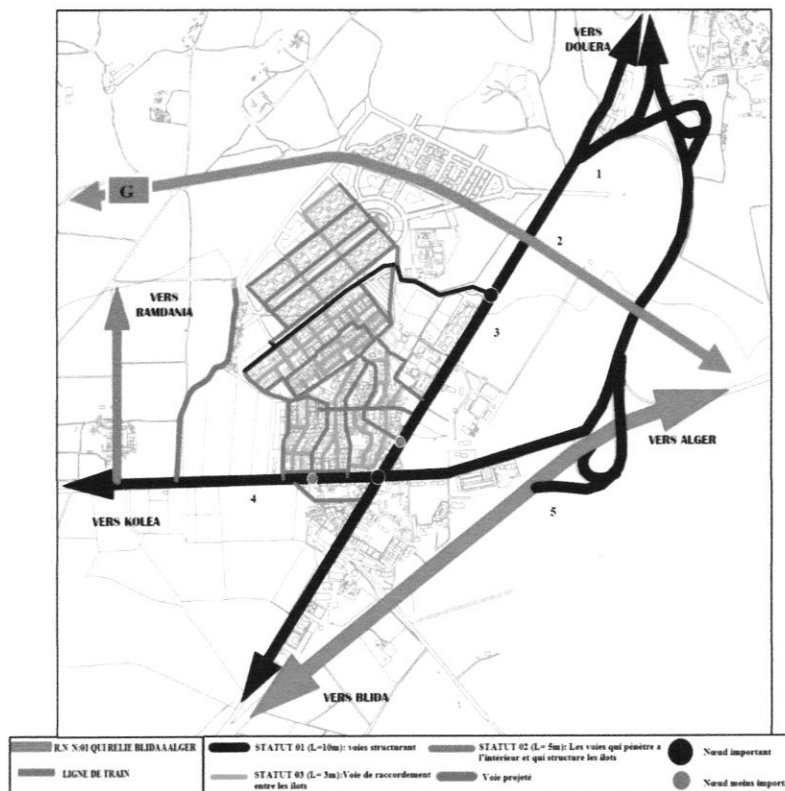 VERS
DOUERA
1
G
2
VERS
RAMDANIA
3
VERS ALGER
4
VERS KOLEA
5
VERS BLIDA
R.N N:01 QUI RELIE BLIDA A ALGER
LIGNE DE TRAIN
STATUT 01 (L=10m): voies structurant
STATUT 02 (L= 5m): Les voies qui pénètre a
l'intérieur et qui structure les ilots
STATUT 03 (L= 3m):Voie de raccordement
entre les ilots
Voie projeté
Nœud important
Nœud moins import